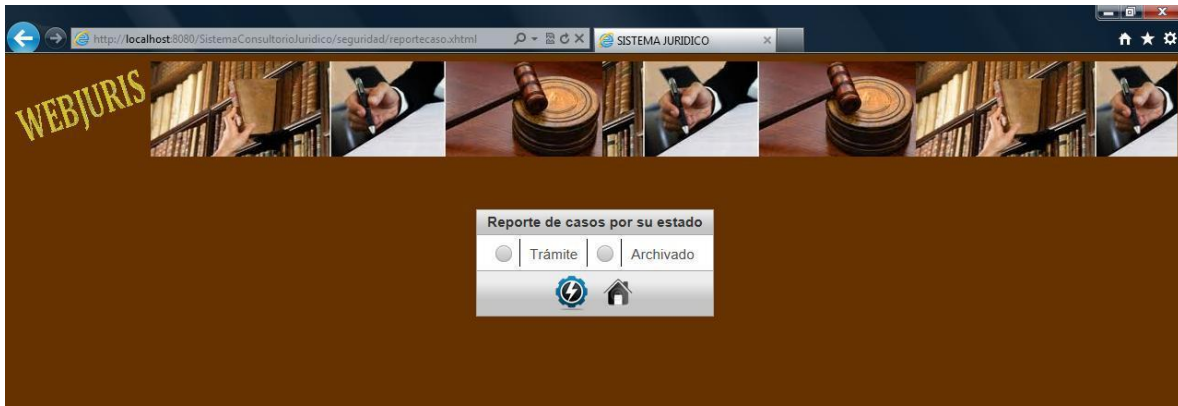 http://localhost:8080/SistemaConsultorioJuridico/seguridad/reportecaso.xhtml
SISTEMA JURIDICO
WEBJURIS
Reporte de casos por su estado
Trámite Archivado